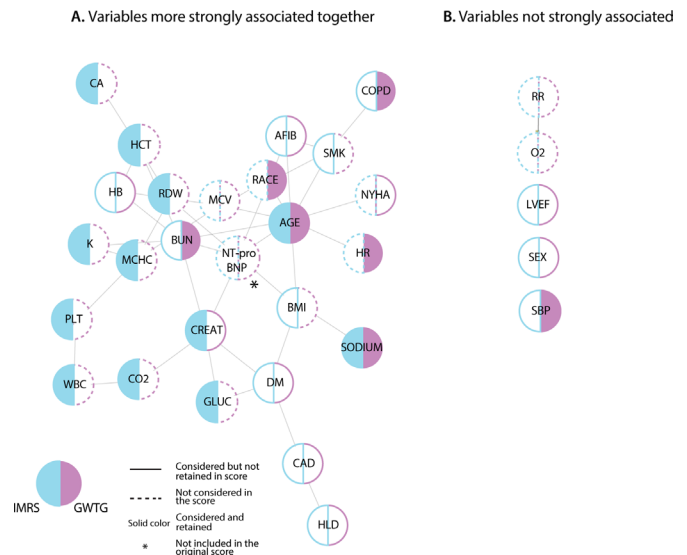 A. Variables more strongly associated together
B. Variables not strongly associated
CA
COPD
RR
AFIB
HCT
SMK
O2
RACE
HB
RDW
MCV
NYHA
LVEF
AGE
K
BUN
MCHC
NT-pro
BNP
HR
SEX
*
BMI
SBP
PLT
CREAT
SODIUM
WBC
CO2
DM
GLUC
CAD
HLD
IMRS
GWTG
Considered but not
retained in score
Not considered in
the score
Solid color
Considered and
retained
*
Not included in the
original score